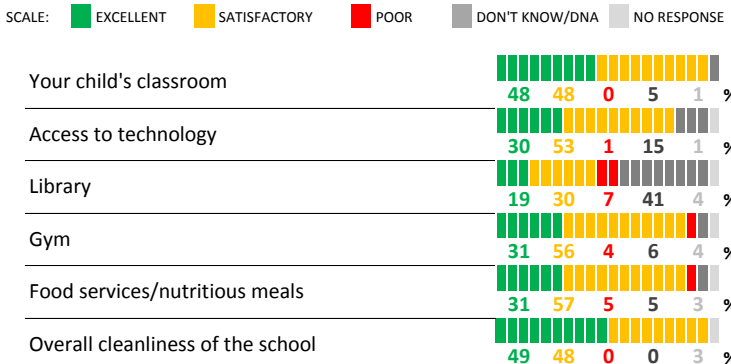 SCALE: EXCELLENT SATISFACTORY POOR DON'T KNOW/DNA NO RESPONSE
Your child's classroom
48 48 0 5 1 %
Access to technology
30 53 1 15 1 %
Library
19 30 7 41 4 %
Gym
31 56 4 6 4 %
Food services/nutritious meals
31 57 5 5 3 %
Overall cleanliness of the school
49 48 0 0 3 %